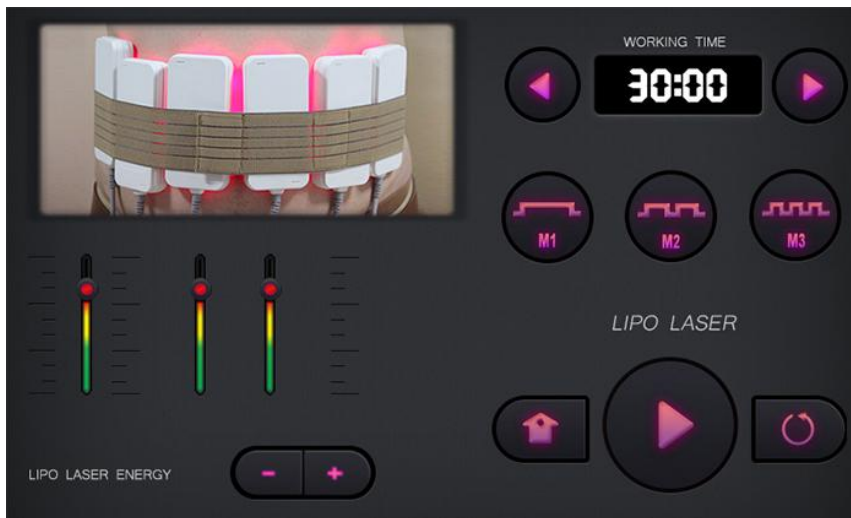 WORKING TIME
30:00
M1
M2
M3
LIPO LASER
LIPO LASER ENERGY
- +